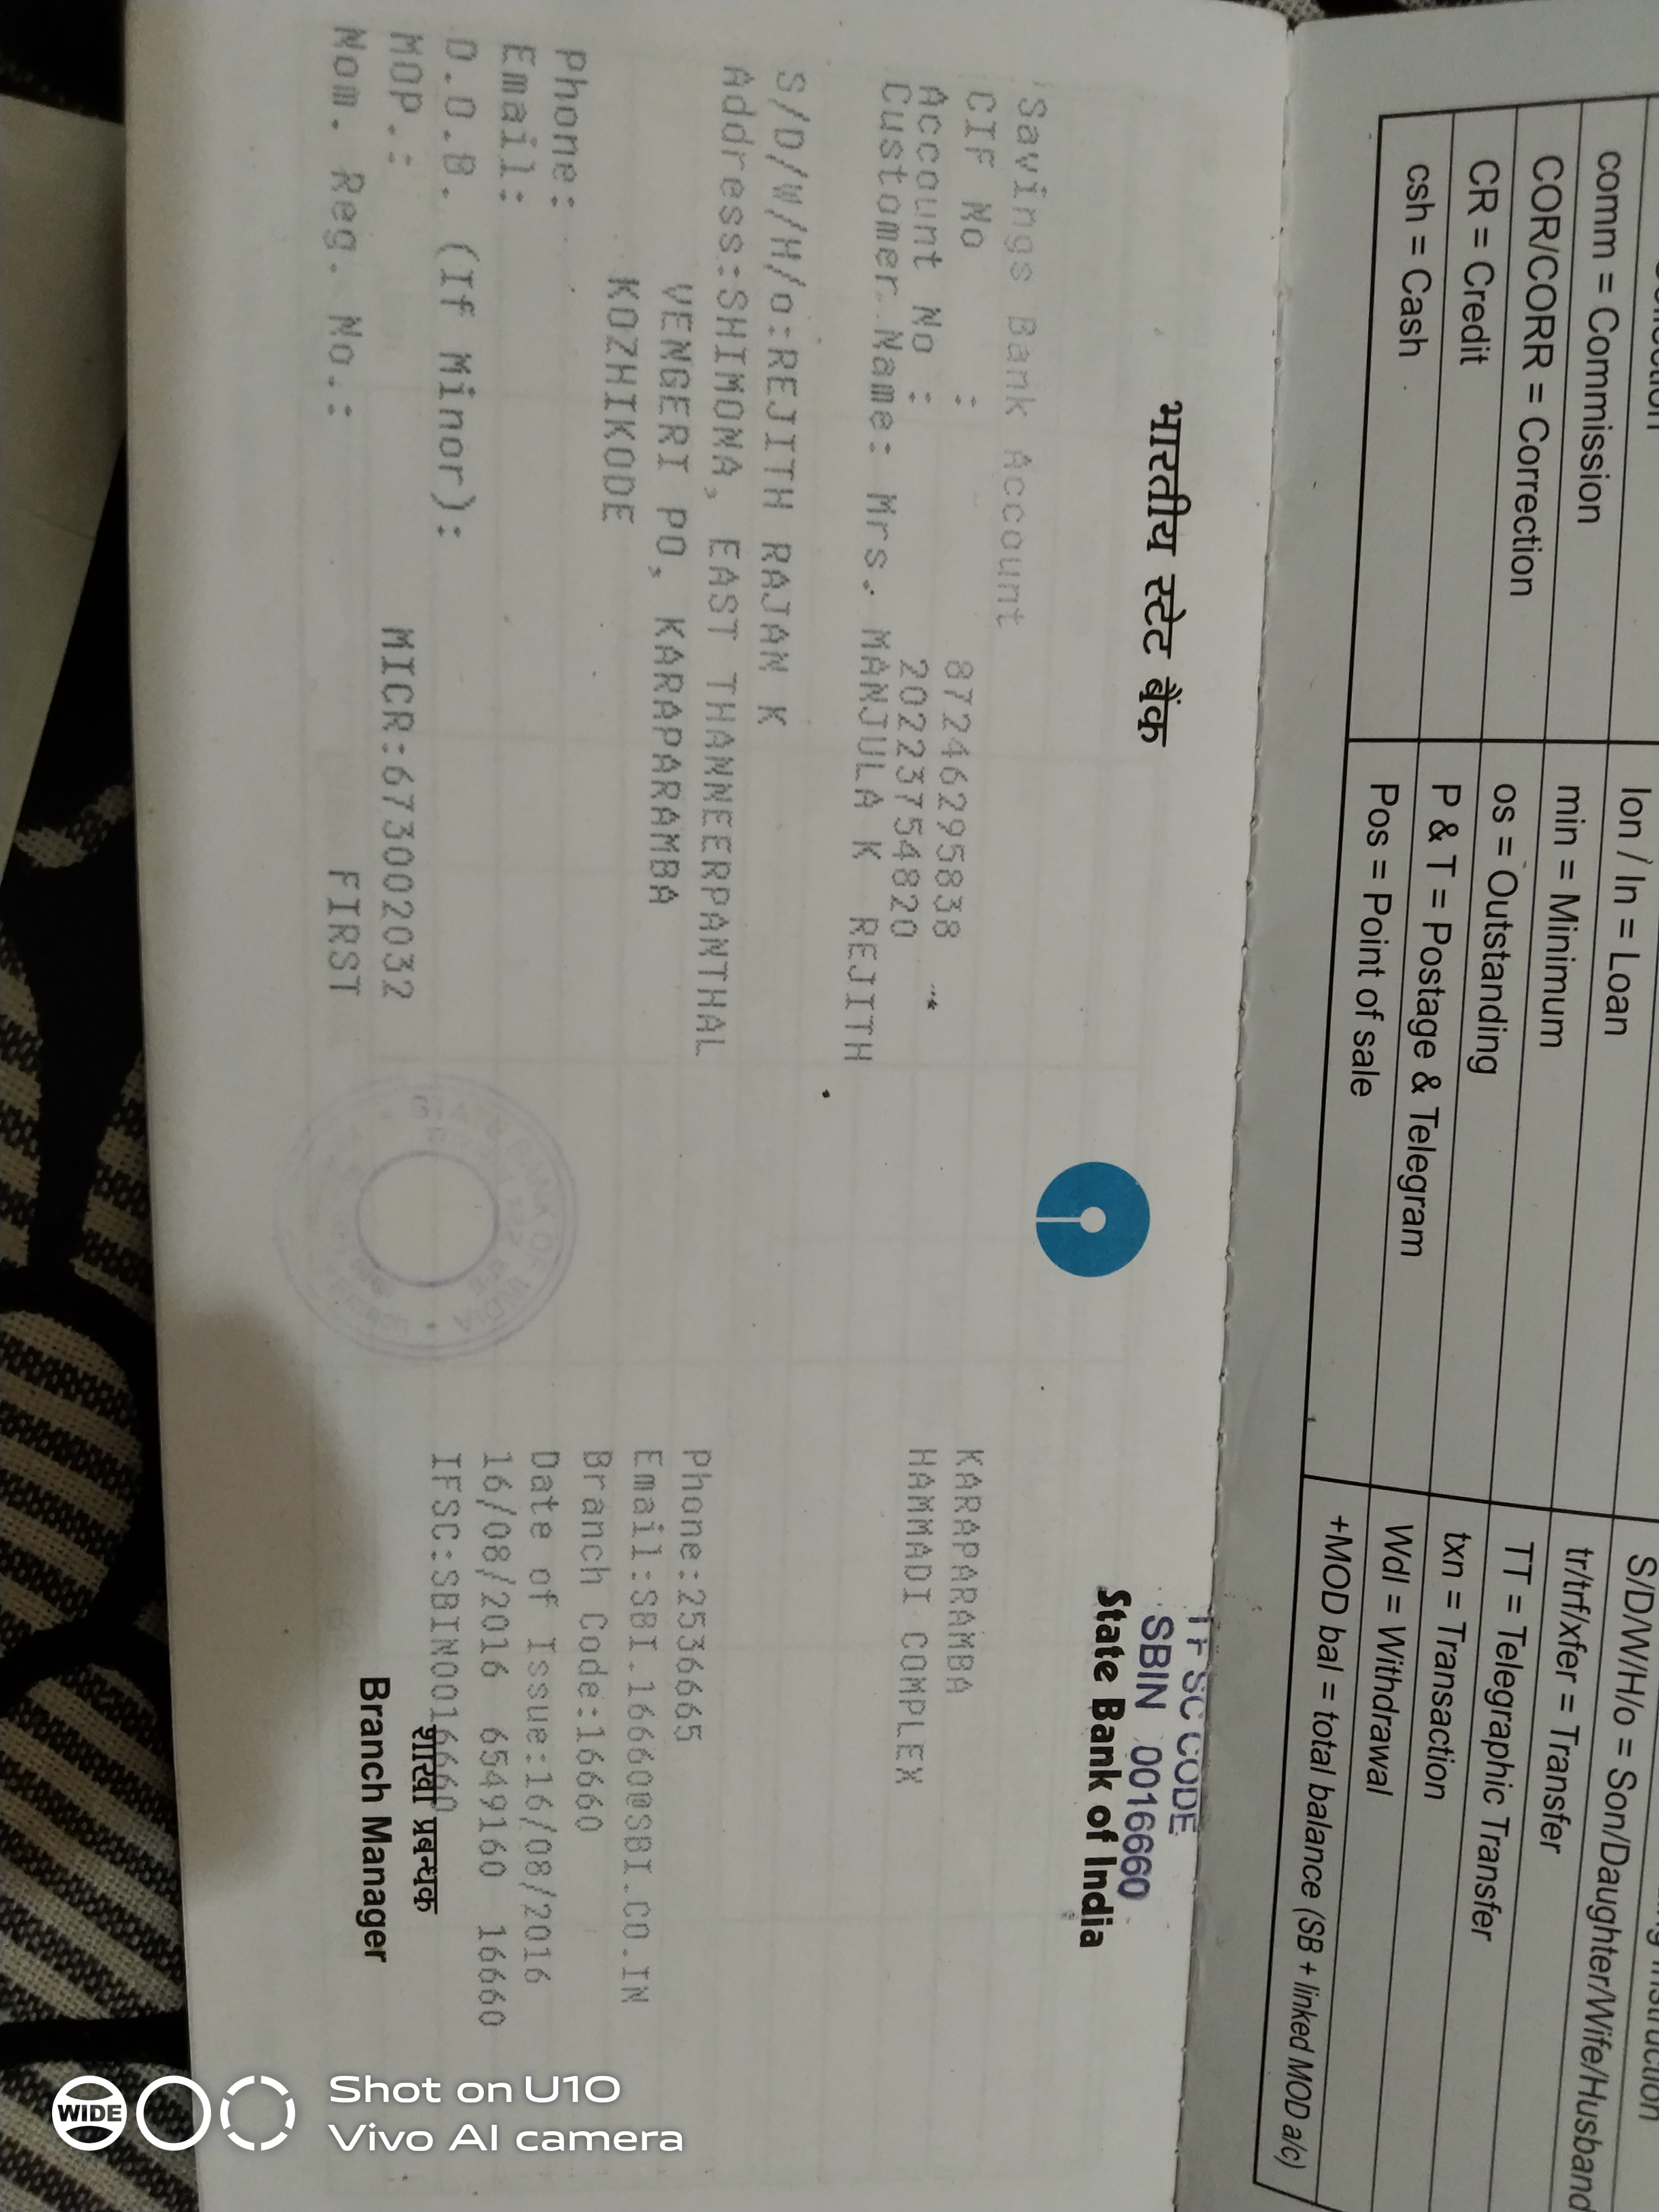 comm = Commission
lon / ln = Loan
S/D/W/H/o = Son/Daughter/Wife/Husband
COR/CORR = Correction
min = Minimum
tr/trf/xfer = Transfer
CR = Credit
os = Outstanding
TT = Telegraphic Transfer
csh = Cash
P & T = Postage & Telegram
txn = Transaction
Pos = Point of sale
Wdl = Withdrawal
+MOD bal = total balance (SB + linked MOD a/c)
IFSC CODE
SBIN 0016660
भारतीय स्टेट बैंक
State Bank of India
Savings Bank Account
CIF No : 87246295838
Account No : 20223754820
Customer Name: Mrs. MANJULA K REJITH
S/D/W/H/o:REJITH RAJAN K
Address:SHIMONA, EAST THANNEERPANTHAL
VENGERI PO, KARAPARAMBA
KOZHIKODE
Phone:
Email:
D.O.B. (If Minor):
MOP.: MICR:673002032
Nom. Reg. No.: FIRST
KARAPARAMBA
HAMMADI COMPLEX
Phone:2536665
Email:SBI.16660@SBI.CO.IN
Branch Code:16660
Date of Issue:16/08/2016
16/08/2016 6549160 16660
IFSC:SBIN0016660
शाखा प्रबन्धक
Branch Manager
STATE BANK OF INDIA
WIDE
Shot on U10
Vivo AI camera